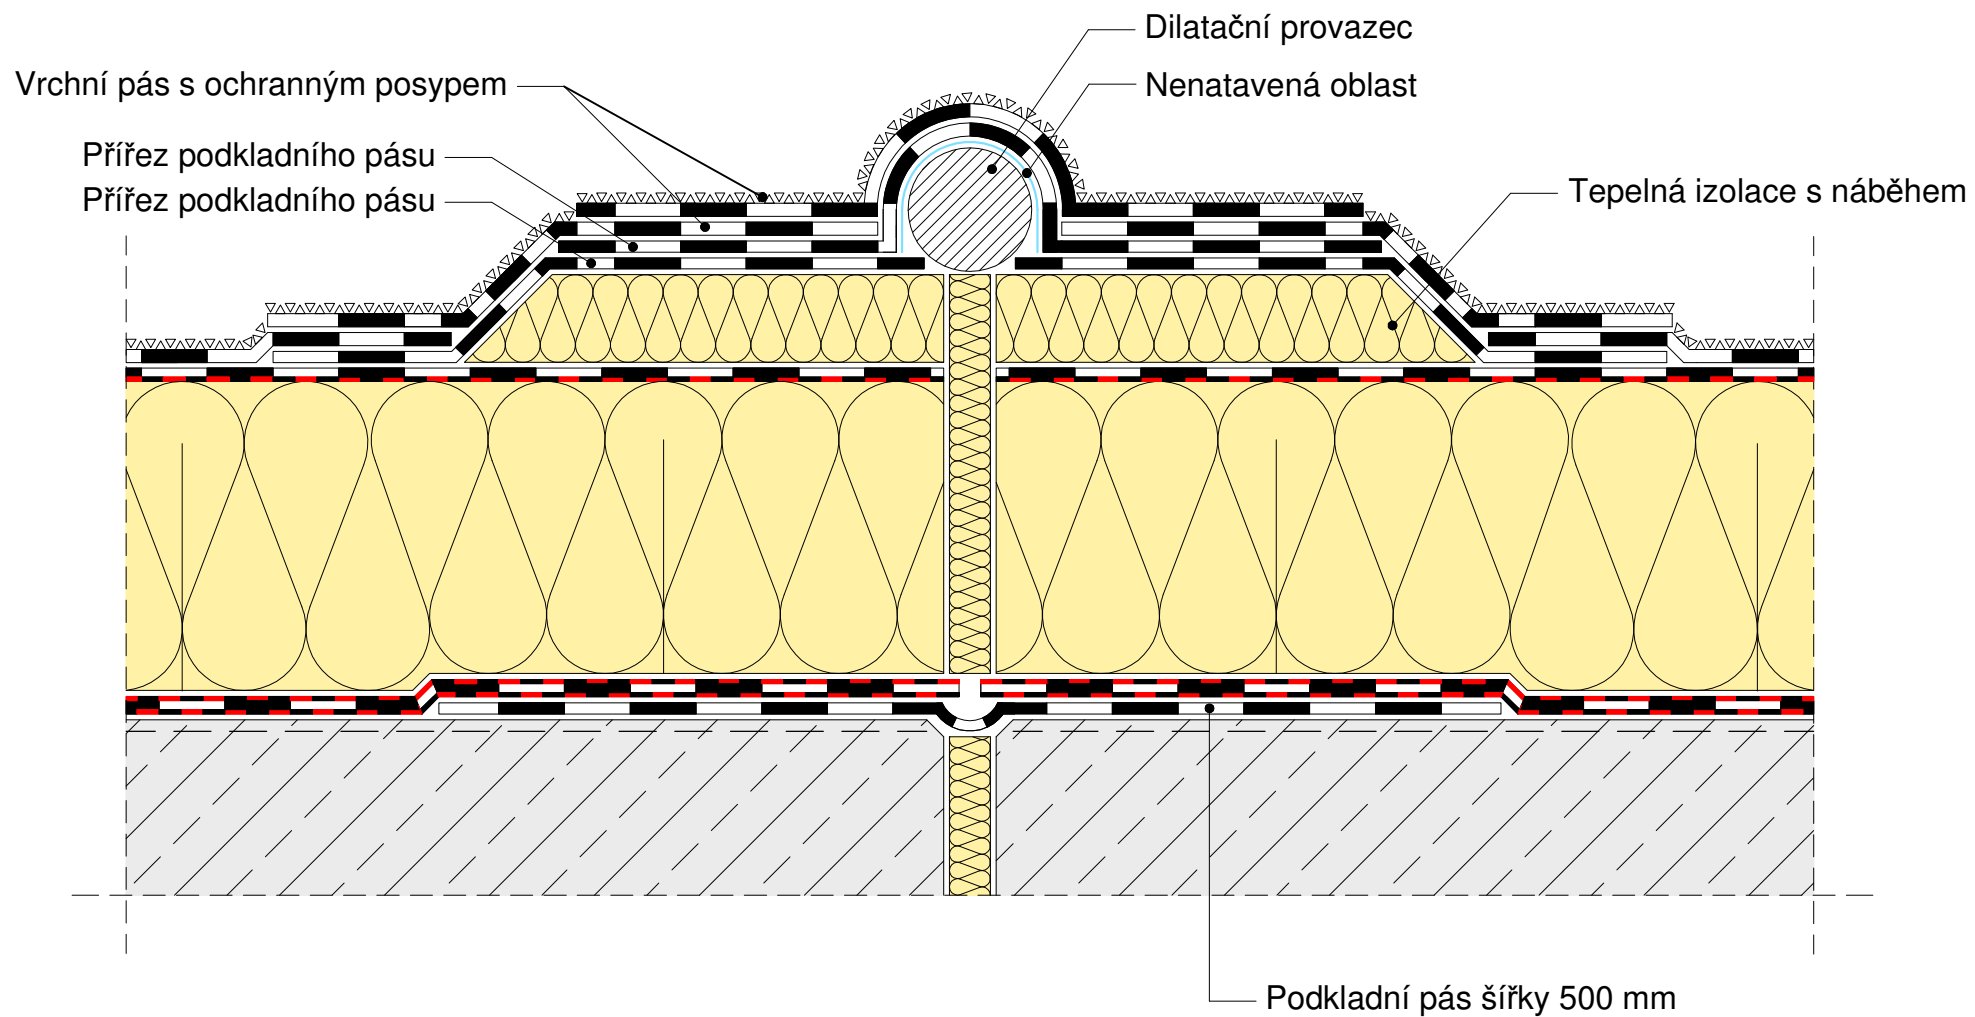 Dilatační provazec
Vrchní pás s ochranným posypem
Nenatavená oblast
Přířez podkladního pásu
Přířez podkladního pásu
Tepelná izolace s náběhem
Podkladní pás šířky 500 mm